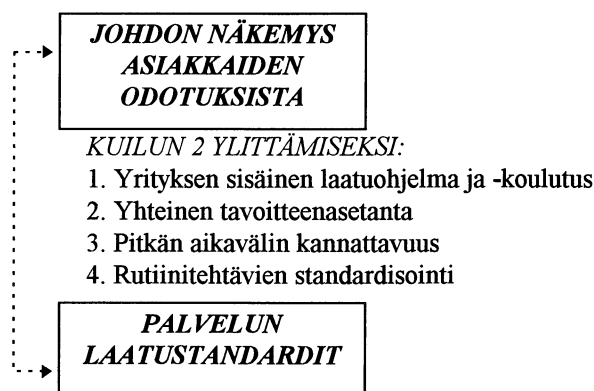 JOHDON NÄKEMYS
ASIAKKAIDEN
ODOTUKSISTA
KUILUN 2 YLITTÄMISEKSI:
1. Yrityksen sisäinen laatuohjelma ja -koulutus
2. Yhteinen tavoitteenasetanta
3. Pitkän aikavälin kannattavuus
4. Rutiinitehtävien standardisointi
PALVELUN
LAATUSTANDARDIT